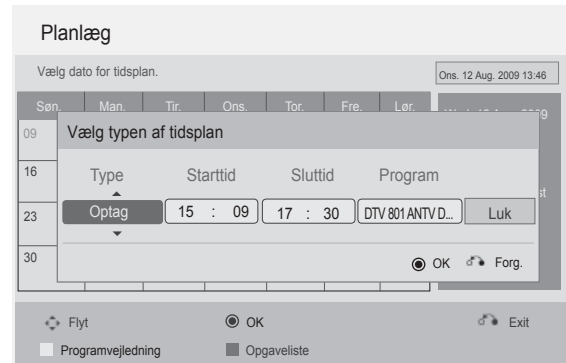 Planlæg
Vælg dato for tidsplan.
Ons. 12 Aug. 2009 13:46
Søn. Man. Tir. Ons. Tor. Fre. Lør.
09
Vælg typen af tidsplan
16
Type Starttid Sluttid Program
23
Optag 15 : 09 17 : 30 DTV 801 ANTV D... Luk
30
OK Forg.
Flyt OK Exit
Programvejledning Opgaveliste